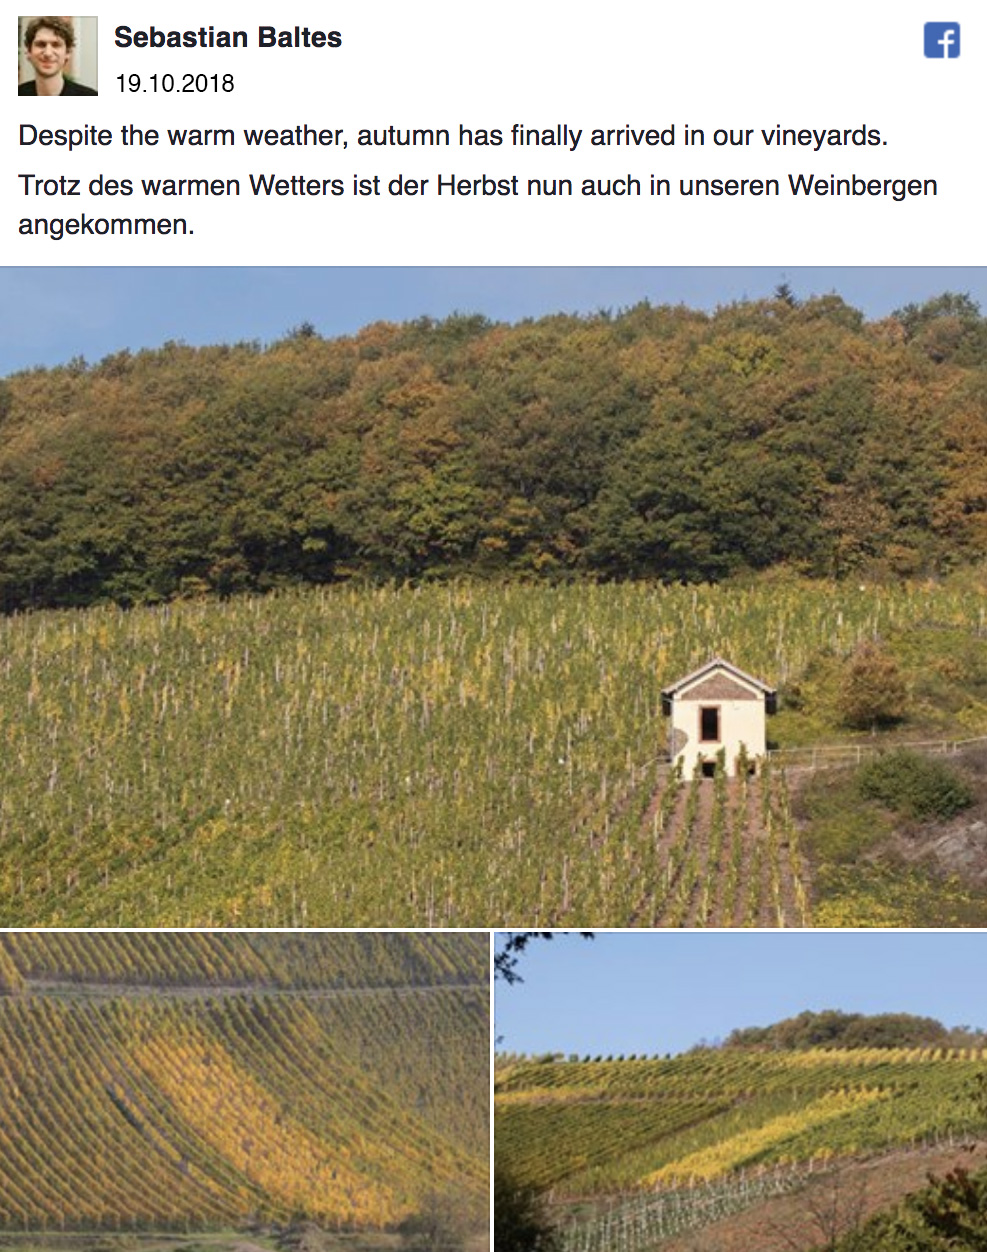 Sebastian Baltes
19.10.2018
Despite the warm weather, autumn has finally arrived in our vineyards.
Trotz des warmen Wetters ist der Herbst nun auch in unseren Weinbergen
angekommen.